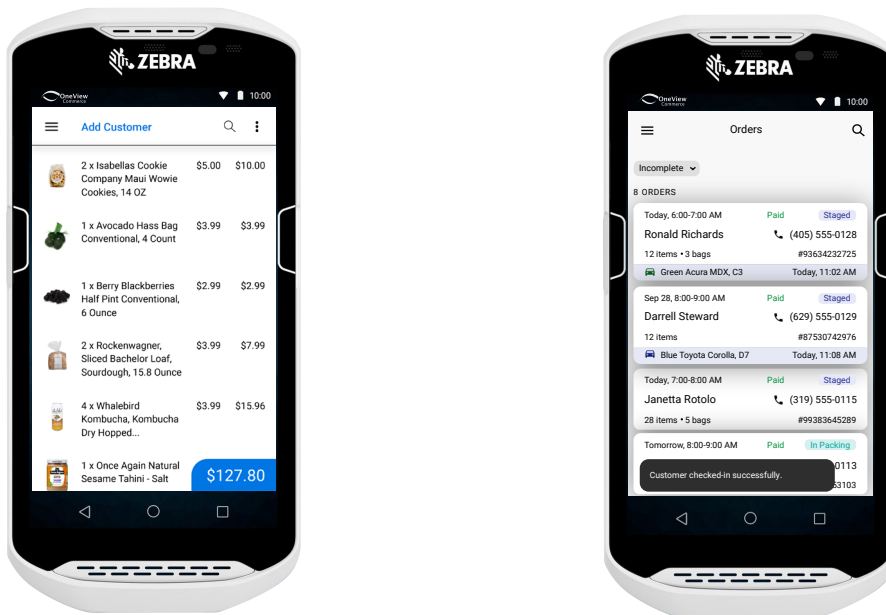 ZEBRA
OneView
Commerce
10:00
Add Customer
2 x Isabellas Cookie
Company Maui Wowie
Cookies, 14 OZ
$5.00 $10.00
1 x Avocado Hass Bag
Conventional, 4 Count
$3.99 $3.99
1 x Berry Blackberries
Half Pint Conventional,
6 Ounce
$2.99 $2.99
2 x Rockenwagner,
Sliced Bachelor Loaf,
Sourdough, 15.8 Ounce
$3.99 $7.99
4 x Whalebird
Kombucha, Kombucha
Dry Hopped...
$3.99 $15.96
1 x Once Again Natural
Sesame Tahini - Salt
$127.80
ZEBRA
OneView
Commerce
10:00
Orders
Incomplete
8 ORDERS
Today, 6:00-7:00 AM Paid Staged
Ronald Richards (405) 555-0128
12 items • 3 bags #93634232725
Green Acura MDX, C3 Today, 11:02 AM
Sep 28, 8:00-9:00 AM Paid Staged
Darrell Steward (629) 555-0129
12 items #87530742976
Blue Toyota Corolla, D7 Today, 11:08 AM
Today, 7:00-8:00 AM Paid Staged
Janetta Rotolo (319) 555-0115
28 items • 5 bags #99383645289
Tomorrow, 8:00-9:00 AM Paid In Packing
0113
Customer checked-in successfully.
53103